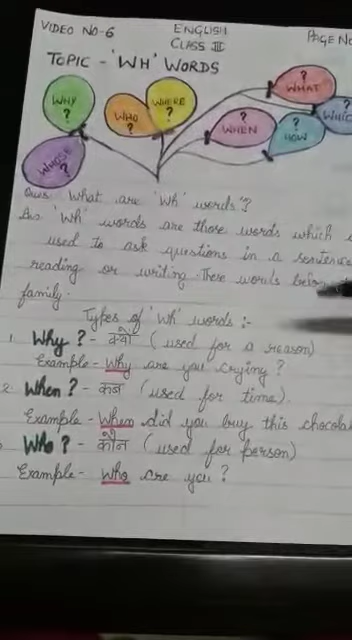 VIDEO NO-6
ENGLISH
CLASS III
PAGE No
TOPIC - 'WH' WORDS
WHY ?
WHO ?
WHERE ?
WHEN ?
WHAT ?
HOW ?
WHOSE ?
Ques. What are 'Wh' words?
Ans. 'Wh' words are those words which
used to ask questions in a sentence
reading or writing. These words
family.
Types of 'Wh' words :-
1. Why ? - क्यों (used for a reason)
Example - Why are you crying ?
2. When ? - कब (used for time).
Example - When did you buy this
Who ? - कौन (used for person)
Example - Who are you ?